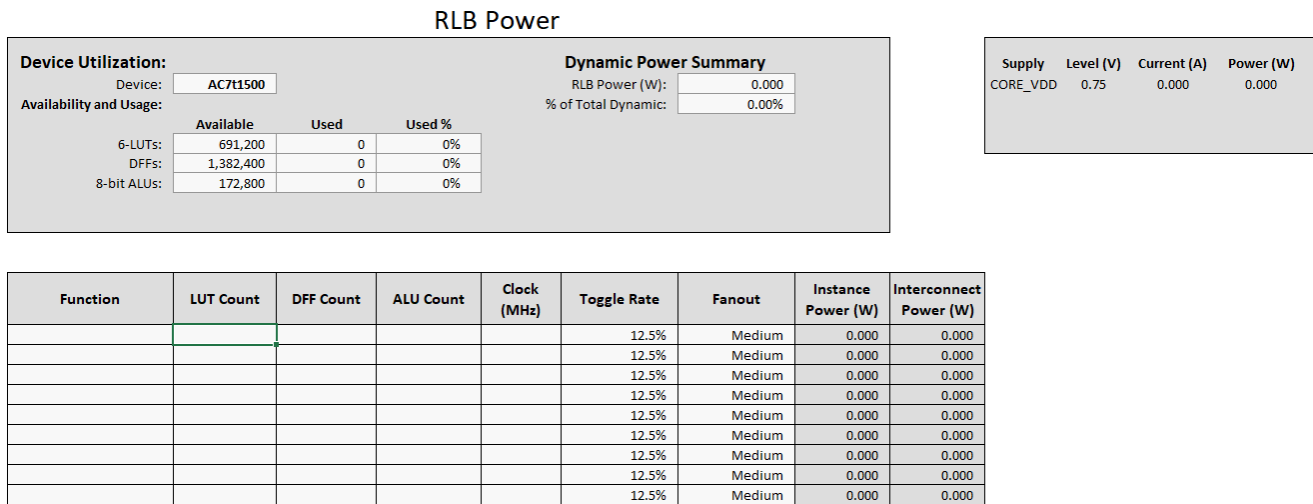 RLB Power
Device Utilization:
Device: AC7t1500
Availability and Usage:
Available Used Used %
6-LUTs: 691,200 0 0%
DFFs: 1,382,400 0 0%
8-bit ALUs: 172,800 0 0%
Dynamic Power Summary
RLB Power (W): 0.000
% of Total Dynamic: 0.00%
Supply Level (V) Current (A) Power (W)
CORE_VDD 0.75 0.000 0.000
Function LUT Count DFF Count ALU Count Clock (MHz) Toggle Rate Fanout Instance Power (W) Interconnect Power (W)
12.5% Medium 0.000 0.000
12.5% Medium 0.000 0.000
12.5% Medium 0.000 0.000
12.5% Medium 0.000 0.000
12.5% Medium 0.000 0.000
12.5% Medium 0.000 0.000
12.5% Medium 0.000 0.000
12.5% Medium 0.000 0.000
12.5% Medium 0.000 0.000